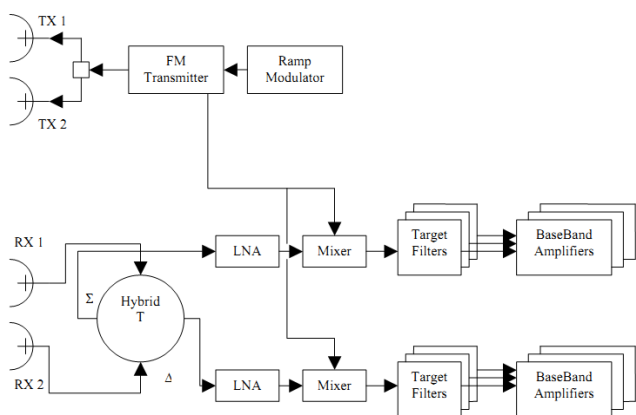 TX 1
FM
Transmitter
Ramp
Modulator
TX 2
RX 1
LNA
Mixer
Target
Filters
BaseBand
Amplifiers
Σ
Hybrid
T
RX 2
Δ
LNA
Mixer
Target
Filters
BaseBand
Amplifiers